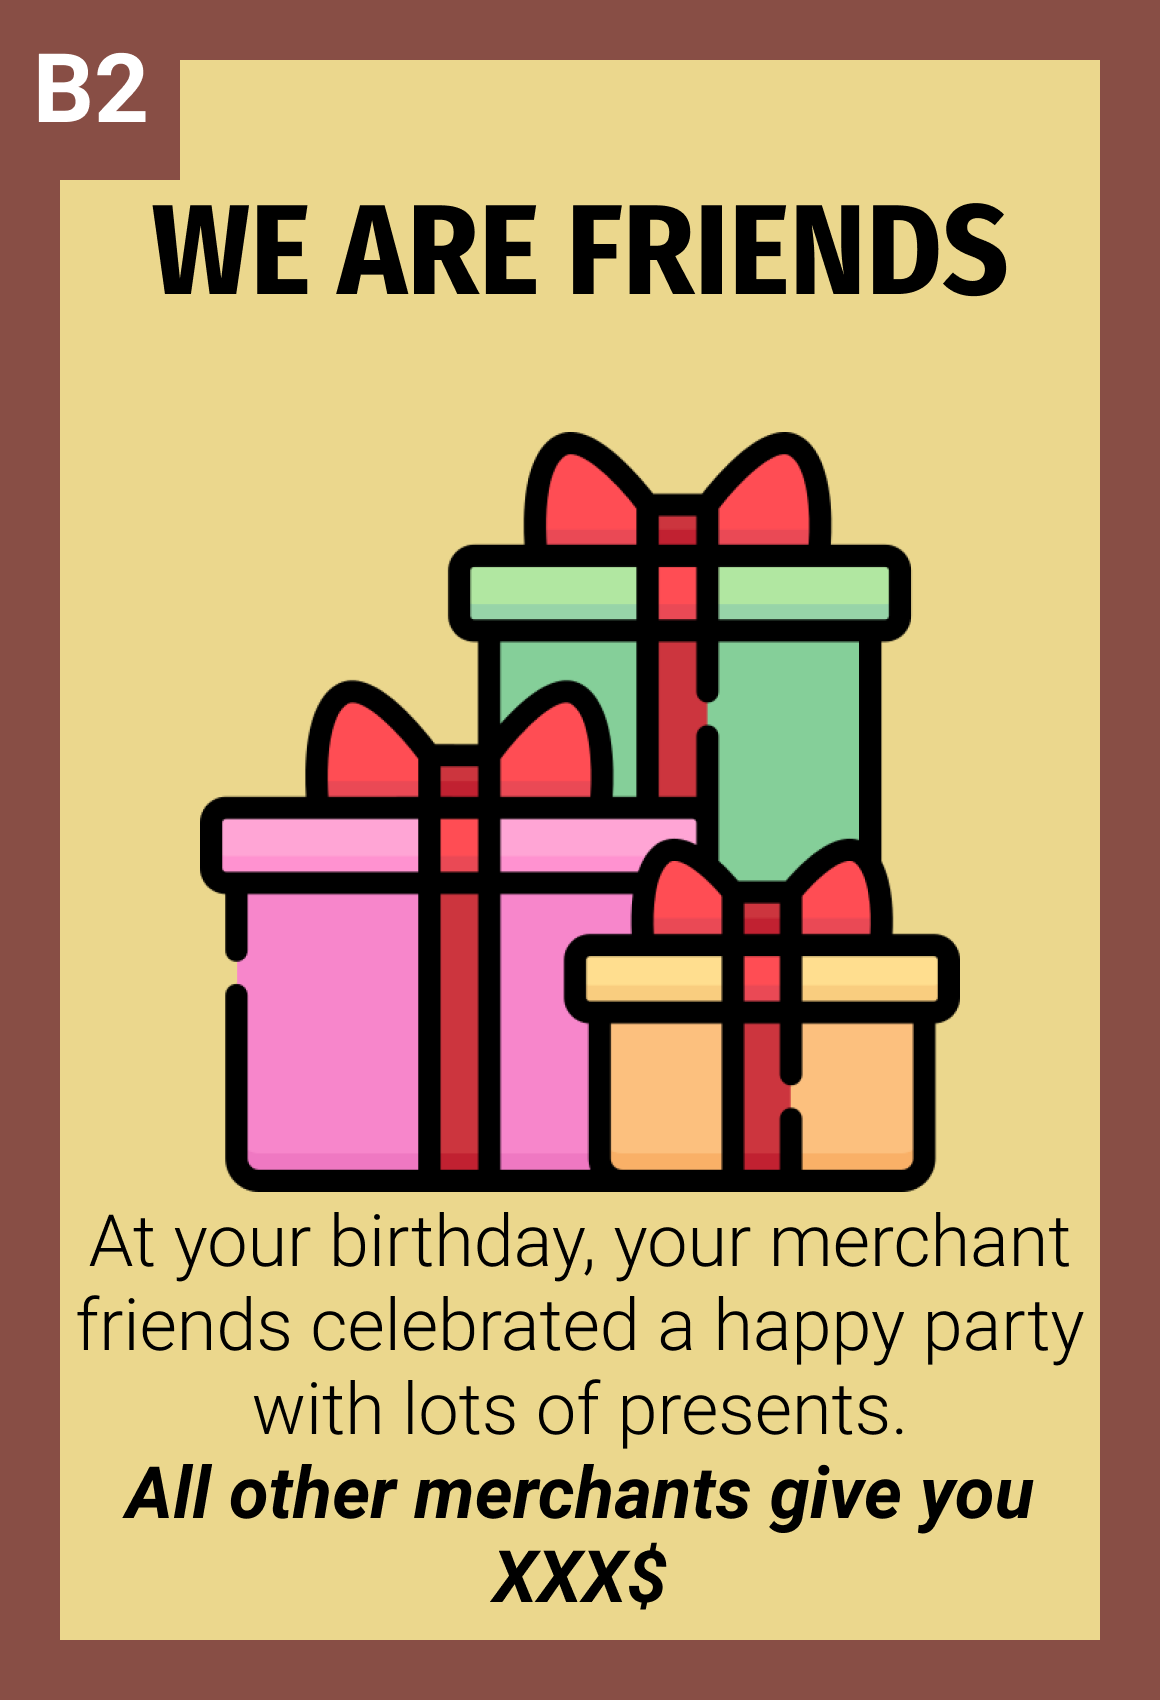 B2
WE ARE FRIENDS
At your birthday, your merchant
friends celebrated a happy party
with lots of presents.
All other merchants give you
XXX$